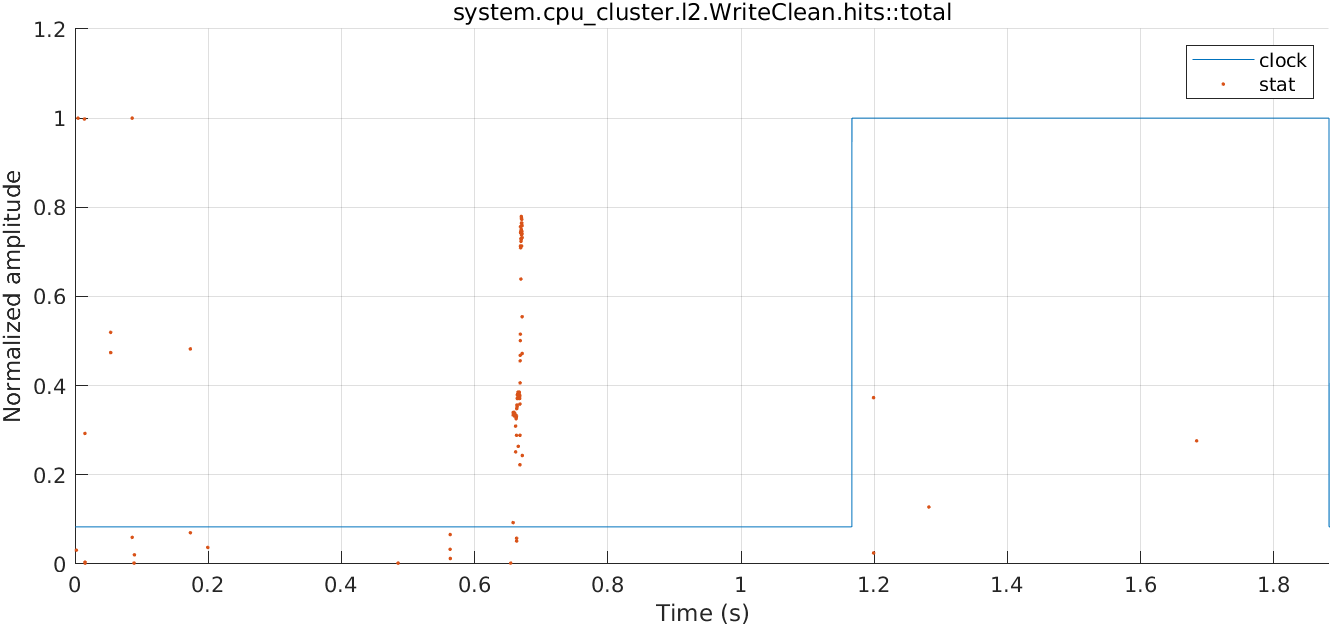 system.cpu_cluster.l2.WriteClean.hits::total
clock
stat
Normalized amplitude
1.2
1
0.8
0.6
0.4
0.2
0
0 0.2 0.4 0.6 0.8 1 1.2 1.4 1.6 1.8
Time (s)